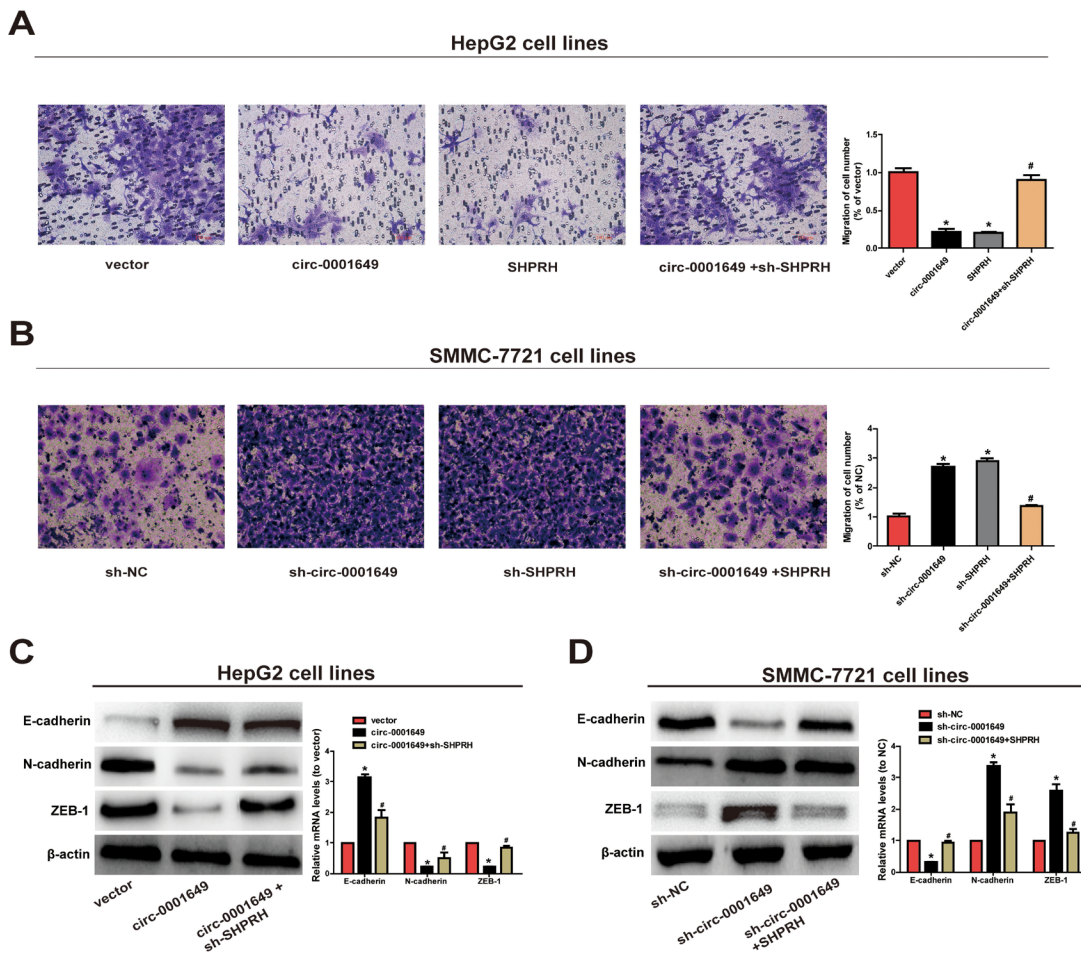 A
HepG2 cell lines
vector
circ-0001649
SHPRH
circ-0001649 +sh-SHPRH
Migration of cell number
(% of vector)
1.5
1.0
0.5
0.0
*
*
#
vector
circ-0001649
SHPRH
circ-0001649+sh-SHPRH
B
SMMC-7721 cell lines
sh-NC
sh-circ-0001649
sh-SHPRH
sh-circ-0001649 +SHPRH
Migration of cell number
(% of NC)
4
3
2
1
0
*
*
#
sh-NC
sh-circ-0001649
sh-SHPRH
sh-circ-0001649+SHPRH
C
HepG2 cell lines
E-cadherin
N-cadherin
ZEB-1
β-actin
vector
circ-0001649
circ-0001649 +
sh-SHPRH
vector
circ-0001649
circ-0001649+sh-SHPRH
Relative mRNA levels (to vector)
4
3
2
1
0
*
#
*
#
*
#
E-cadherin
N-cadherin
ZEB-1
D
SMMC-7721 cell lines
E-cadherin
N-cadherin
ZEB-1
β-actin
sh-NC
sh-circ-0001649
sh-circ-0001649
+SHPRH
sh-NC
sh-circ-0001649
sh-circ-0001649+SHPRH
Relative mRNA levels (to NC)
4
3
2
1
0
*
#
*
#
*
#
E-cadherin
N-cadherin
ZEB-1